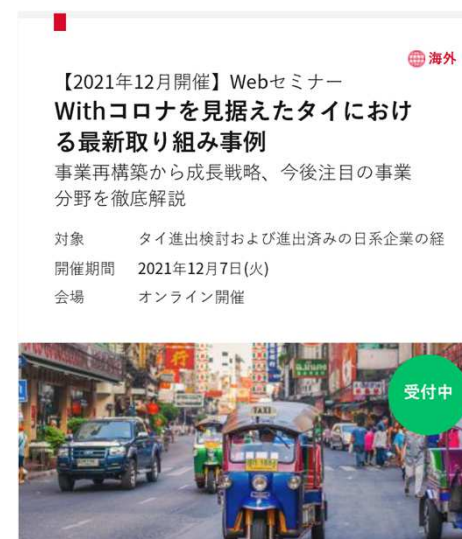 海外
【2021年12月開催】Webセミナー
Withコロナを見据えたタイにおけ
る最新取り組み事例
事業再構築から成長戦略、今後注目の事業
分野を徹底解説
対象 タイ進出検討および進出済みの日系企業の経
開催期間 2021年12月7日(火)
会場 オンライン開催
受付中
TAXI